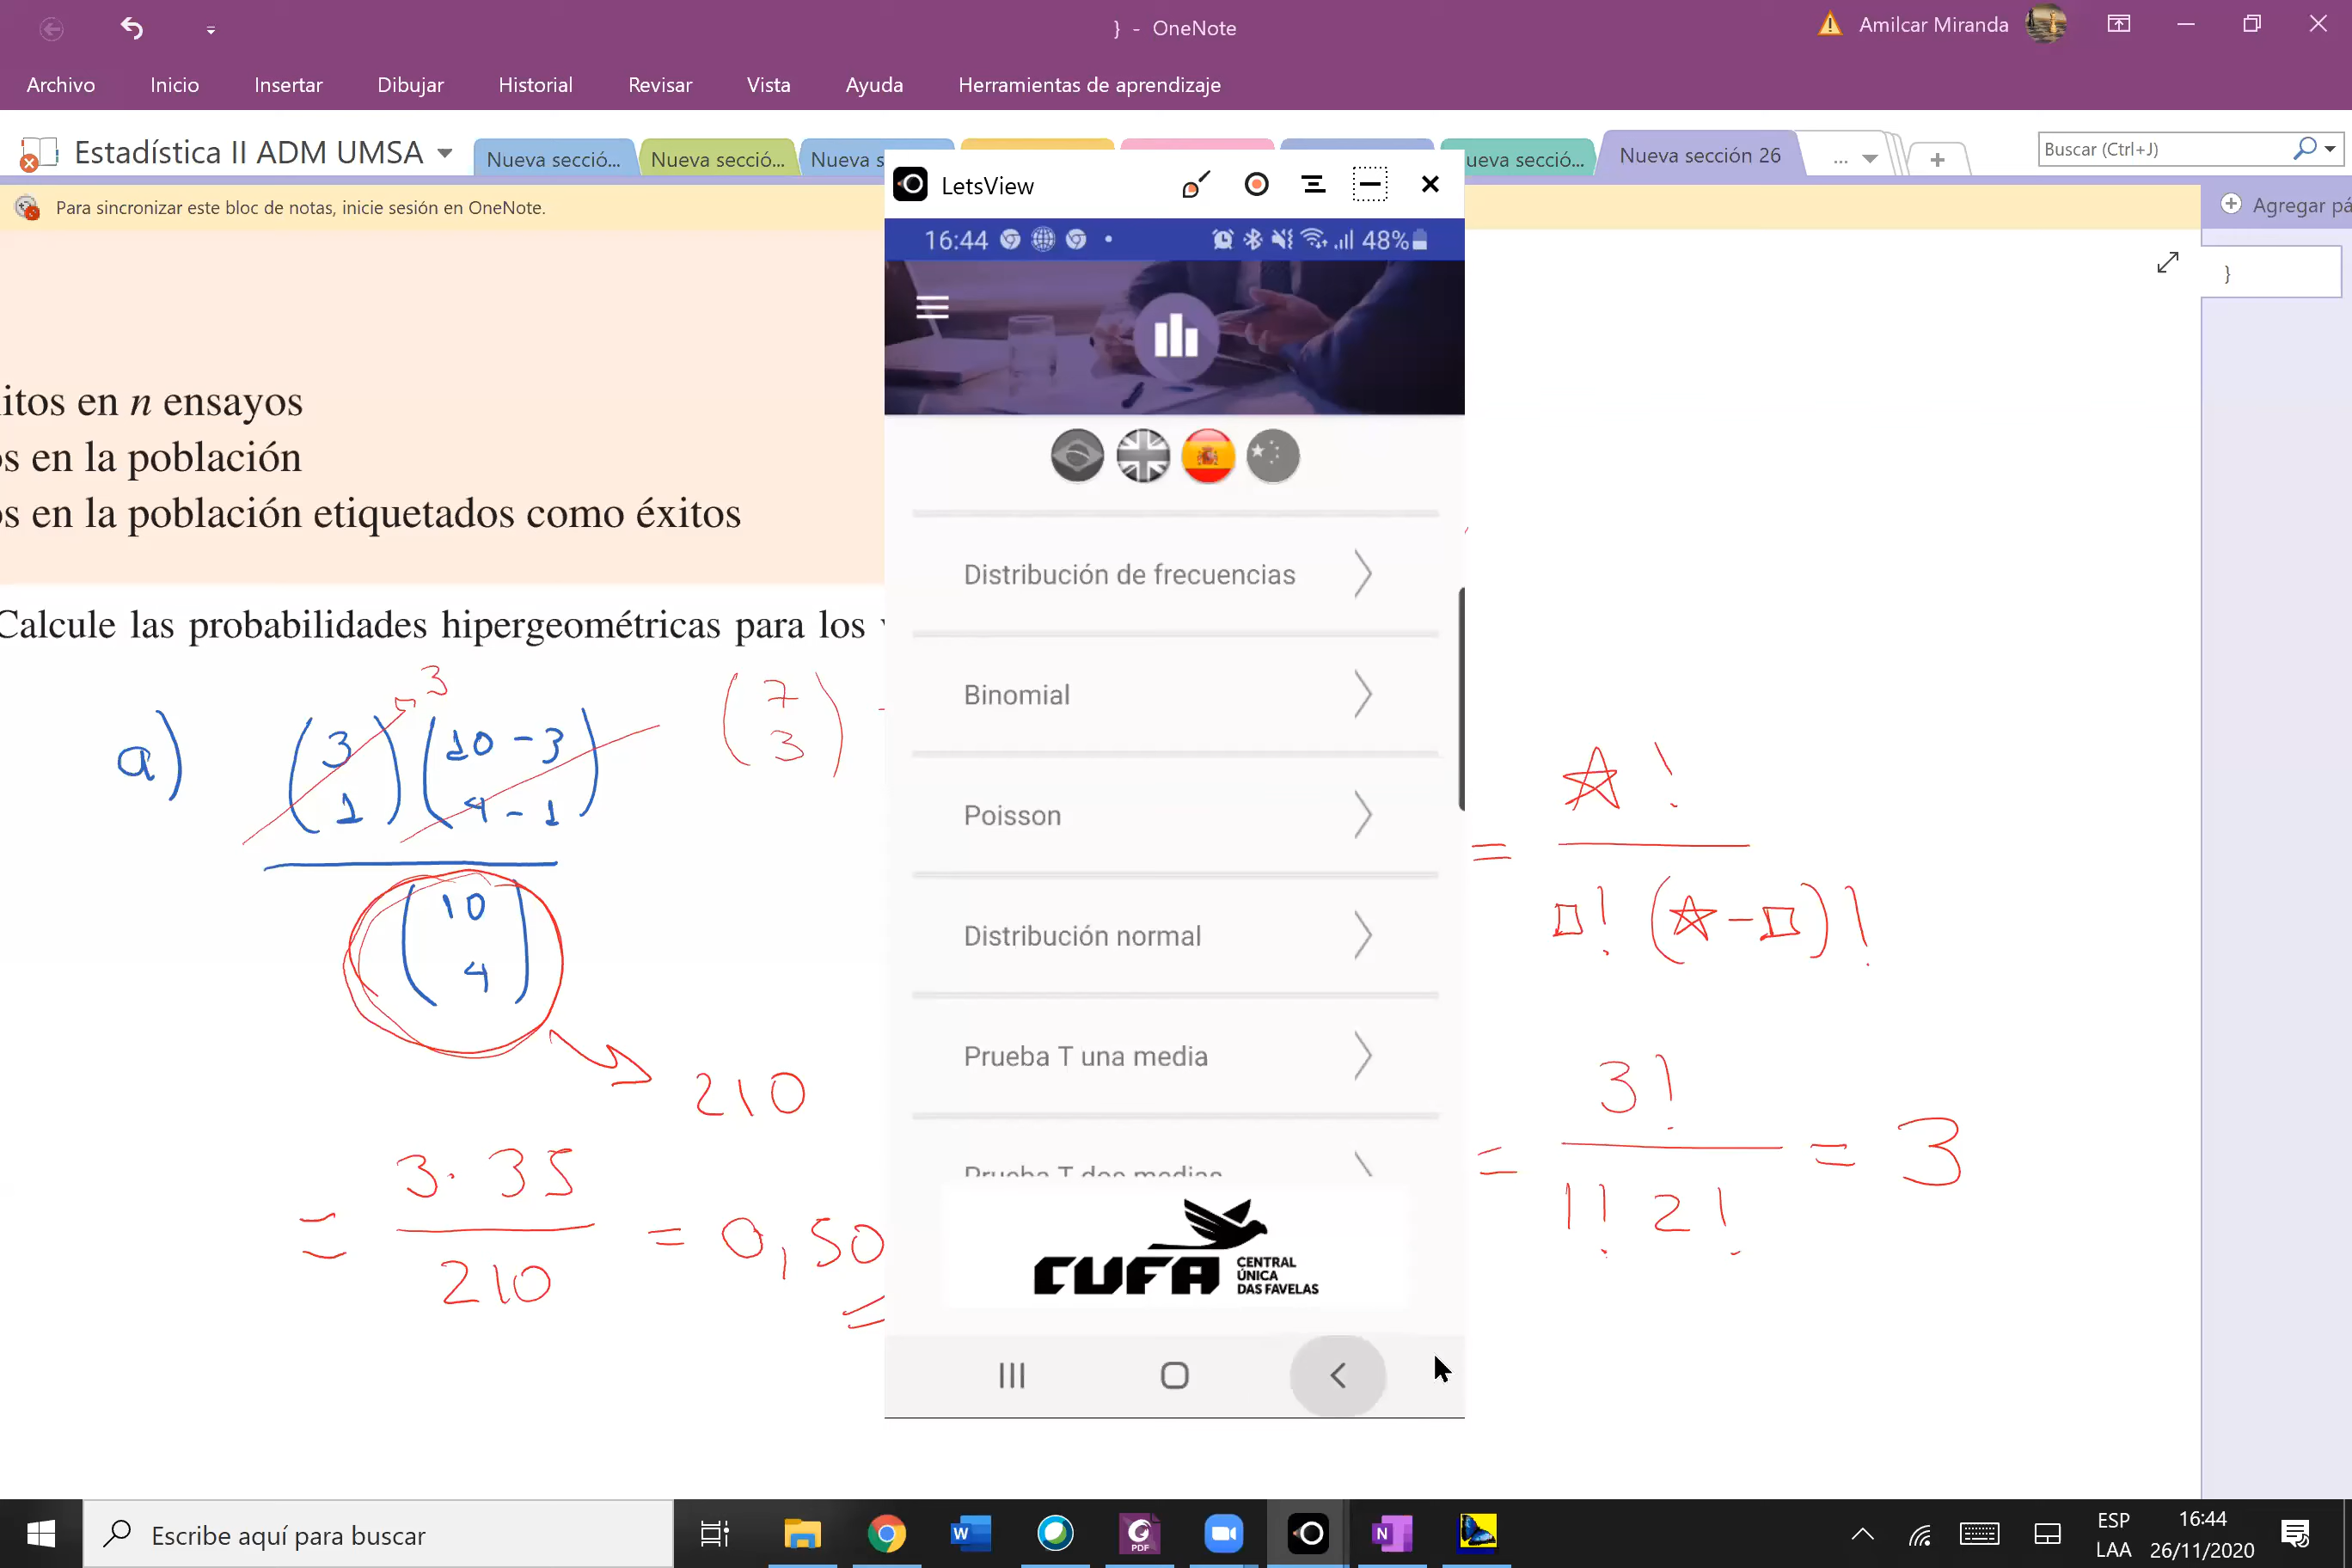 } - OneNote
Amilcar Miranda
Archivo Inicio Insertar Dibujar Historial Revisar Vista Ayuda Herramientas de aprendizaje
Estadística II ADM UMSA
Nueva secció... Nueva secció... Nueva s ueva secció... Nueva sección 26 ...
Buscar (Ctrl+J)
Para sincronizar este bloc de notas, inicie sesión en OneNote.
Agregar pá
}
itos en n ensayos
os en la población
os en la población etiquetados como éxitos
Calcule las probabilidades hipergeométricas para los
a)
(3 1) (10 - 3 4 - 1)
3
(7 3)
(10 4)
210
= 3 · 35 / 210 = 0,50
LetsView
16:44 48%
Distribución de frecuencias
Binomial
Poisson
Distribución normal
Prueba T una media
Prueba T dos medias
CUFA
CENTRAL
ÚNICA
DAS FAVELAS
= ☆! / □! (☆-□)!
= 3! / 1! 2! = 3
Escribe aquí para buscar
ESP
LAA
16:44
26/11/2020